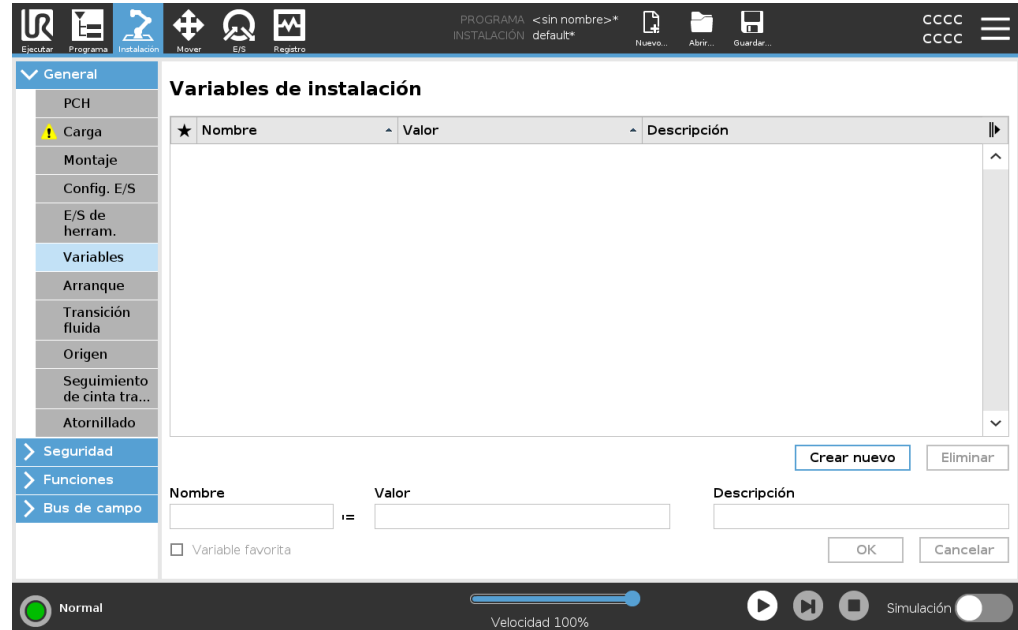 PROGRAMA <sin nombre>*
INSTALACIÓN default*
UR
Ejecutar Programa Instalación Mover E/S Registro
Nuevo... Abrir... Guardar...
CCCC
CCCC
General
PCH
Carga
Montaje
Config. E/S
E/S de
herram.
Variables
Arranque
Transición
fluida
Origen
Seguimiento
de cinta tra...
Atornillado
Seguridad
Funciones
Bus de campo
Variables de instalación
Nombre Valor Descripción
Crear nuevo Eliminar
Nombre Valor Descripción
:=
Variable favorita
OK Cancelar
Normal
Velocidad 100%
Simulación